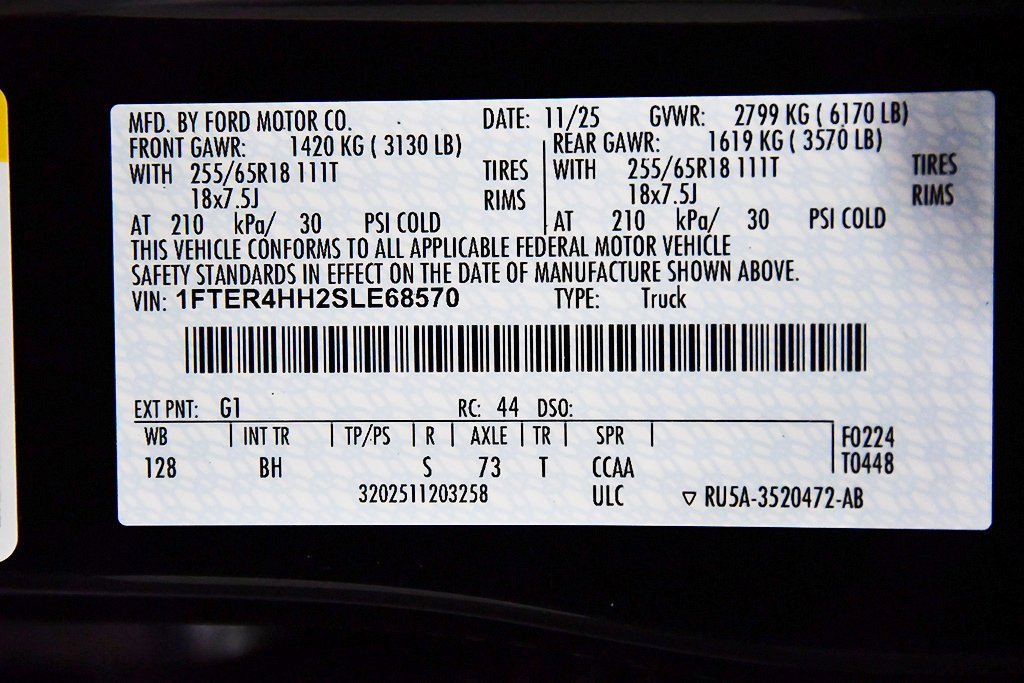 MFD. BY FORD MOTOR CO. DATE: 11/25 GVWR: 2799 KG ( 6170 LB)
FRONT GAWR: 1420 KG ( 3130 LB) REAR GAWR: 1619 KG ( 3570 LB)
WITH 255/65R18 111T TIRES WITH 255/65R18 111T TIRES
18x7.5J RIMS 18x7.5J RIMS
AT 210 kPa/ 30 PSI COLD AT 210 kPa/ 30 PSI COLD
THIS VEHICLE CONFORMS TO ALL APPLICABLE FEDERAL MOTOR VEHICLE
SAFETY STANDARDS IN EFFECT ON THE DATE OF MANUFACTURE SHOWN ABOVE.
VIN: 1FTER4HH2SLE68570 TYPE: Truck
EXT PNT: G1 RC: 44 DSO:
WB | INT TR | TP/PS | R | AXLE | TR | SPR | F0224
128 BH S 73 T CCAA T0448
3202511203258 ULC ▽ RU5A-3520472-AB